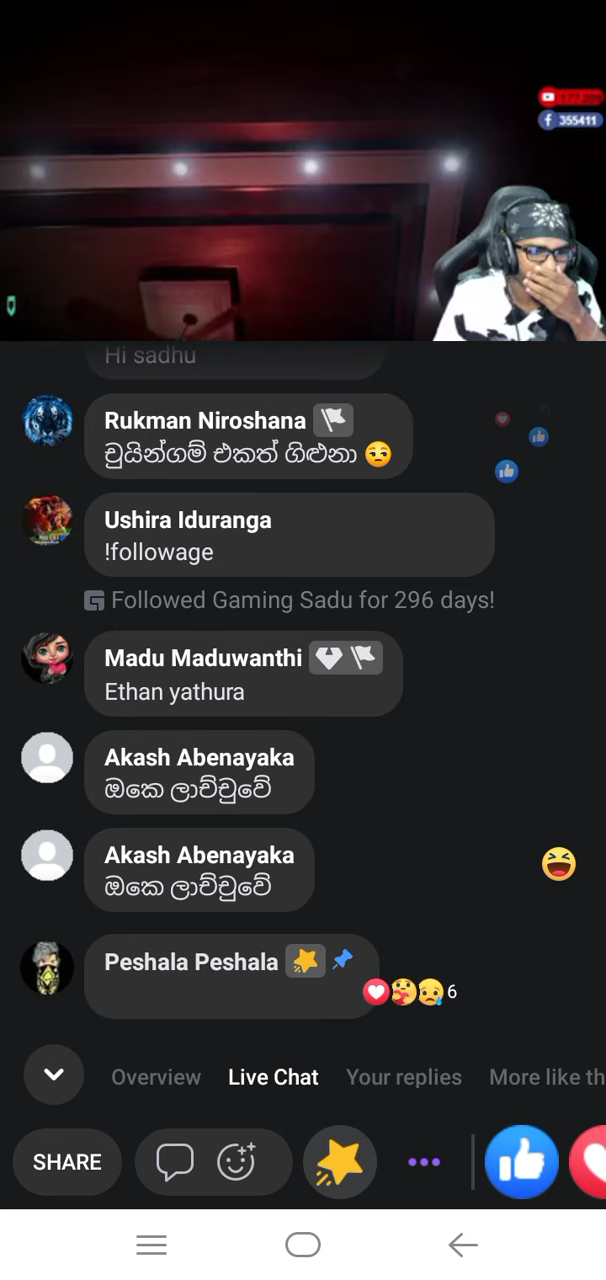 355411
Hi sadhu
Rukman Niroshana
චුයින්ගම් එකත් ගිළුනා
Ushira Iduranga
!followage
Followed Gaming Sadu for 296 days!
Madu Maduwanthi
Ethan yathura
Akash Abenayaka
ඔකෙ ලාච්චුවේ
Akash Abenayaka
ඔකෙ ලාච්චුවේ
Peshala Peshala
6
Overview Live Chat Your replies More like th
SHARE